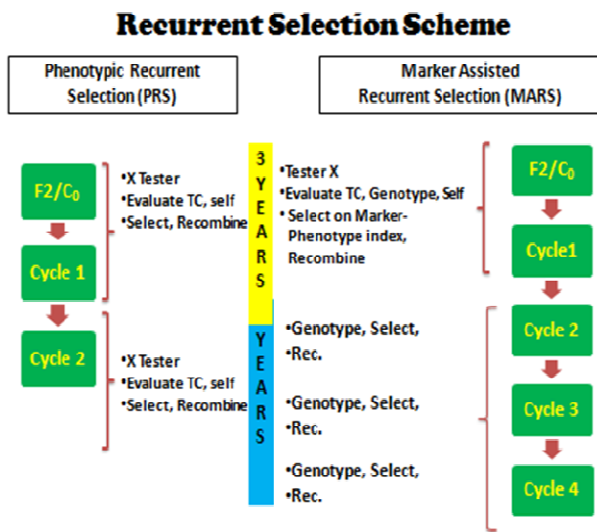 Recurrent Selection Scheme
Phenotypic Recurrent
Selection (PRS)
Marker Assisted
Recurrent Selection (MARS)
F2/C₀
Cycle 1
Cycle 2
•X Tester
•Evaluate TC, self
•Select, Recombine
•X Tester
•Evaluate TC, self
•Select, Recombine
3
Y
E
A
R
S
Y
E
A
R
S
•Tester X
•Evaluate TC, Genotype, Self
•Select on Marker-
Phenotype index,
Recombine
•Genotype, Select,
•Rec.
•Genotype, Select,
•Rec.
•Genotype, Select,
•Rec.
F2/C₀
Cycle1
Cycle 2
Cycle 3
Cycle 4